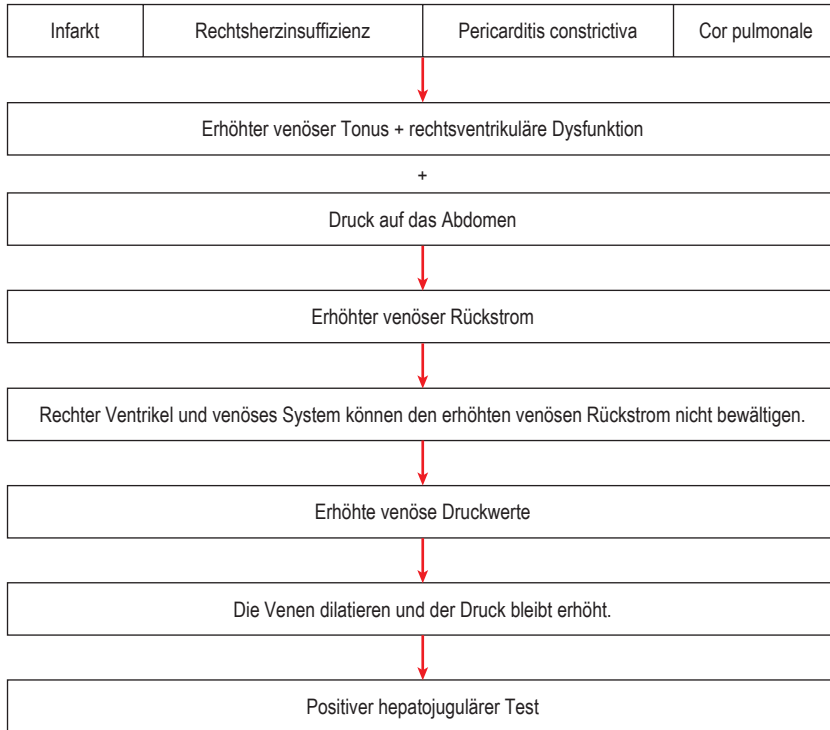 Infarkt Rechtsherzinsuffizienz Pericarditis constrictiva Cor pulmonale
Erhöhter venöser Tonus + rechtsventrikuläre Dysfunktion
+
Druck auf das Abdomen
Erhöhter venöser Rückstrom
Rechter Ventrikel und venöses System können den erhöhten venösen Rückstrom nicht bewältigen.
Erhöhte venöse Druckwerte
Die Venen dilatieren und der Druck bleibt erhöht.
Positiver hepatojugulärer Test